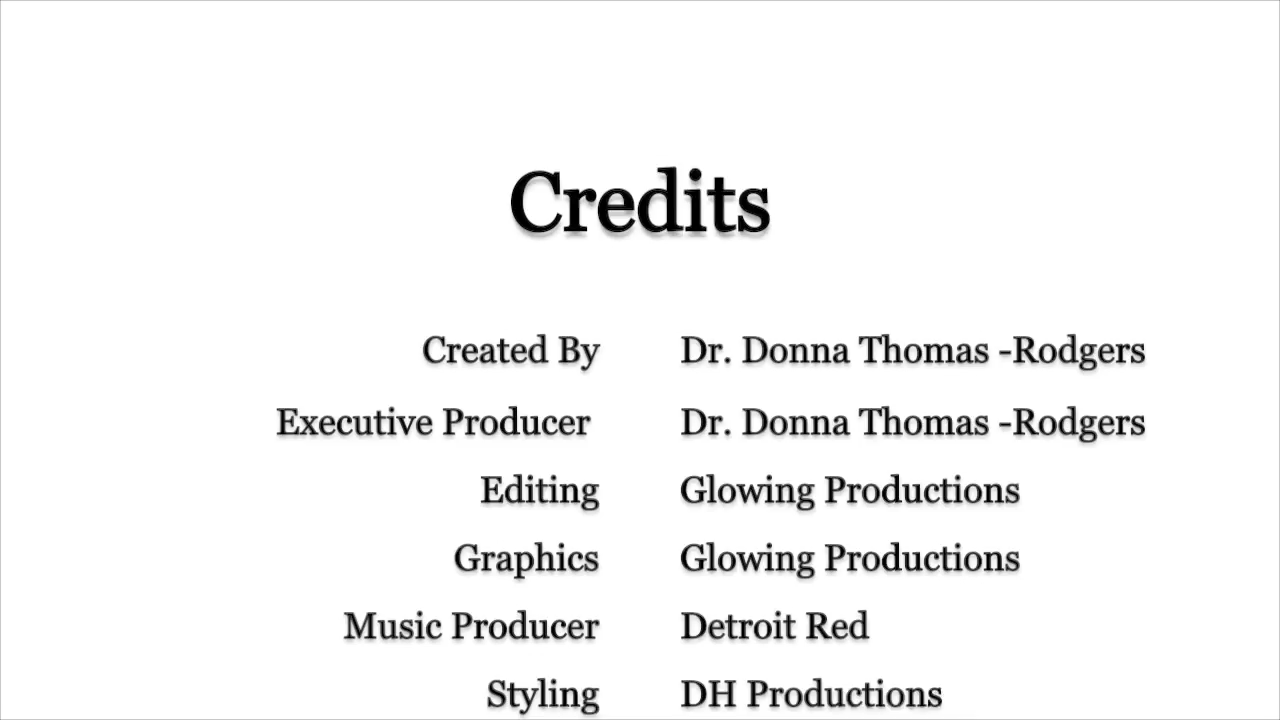 Credits
Created By Dr. Donna Thomas -Rodgers
Executive Producer Dr. Donna Thomas -Rodgers
Editing Glowing Productions
Graphics Glowing Productions
Music Producer Detroit Red
Styling DH Productions